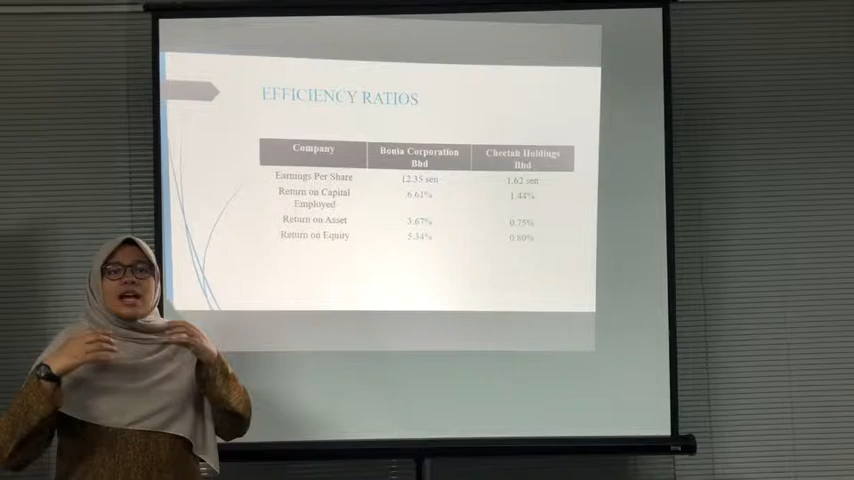 EFFICIENCY RATIOS
Company Bonia Corporation Bhd Cheetah Holdings Bhd
Earnings Per Share 12.35 sen 1.62 sen
Return on Capital Employed 6.61% 1.44%
Return on Asset 3.67% 0.75%
Return on Equity 5.34% 0.80%